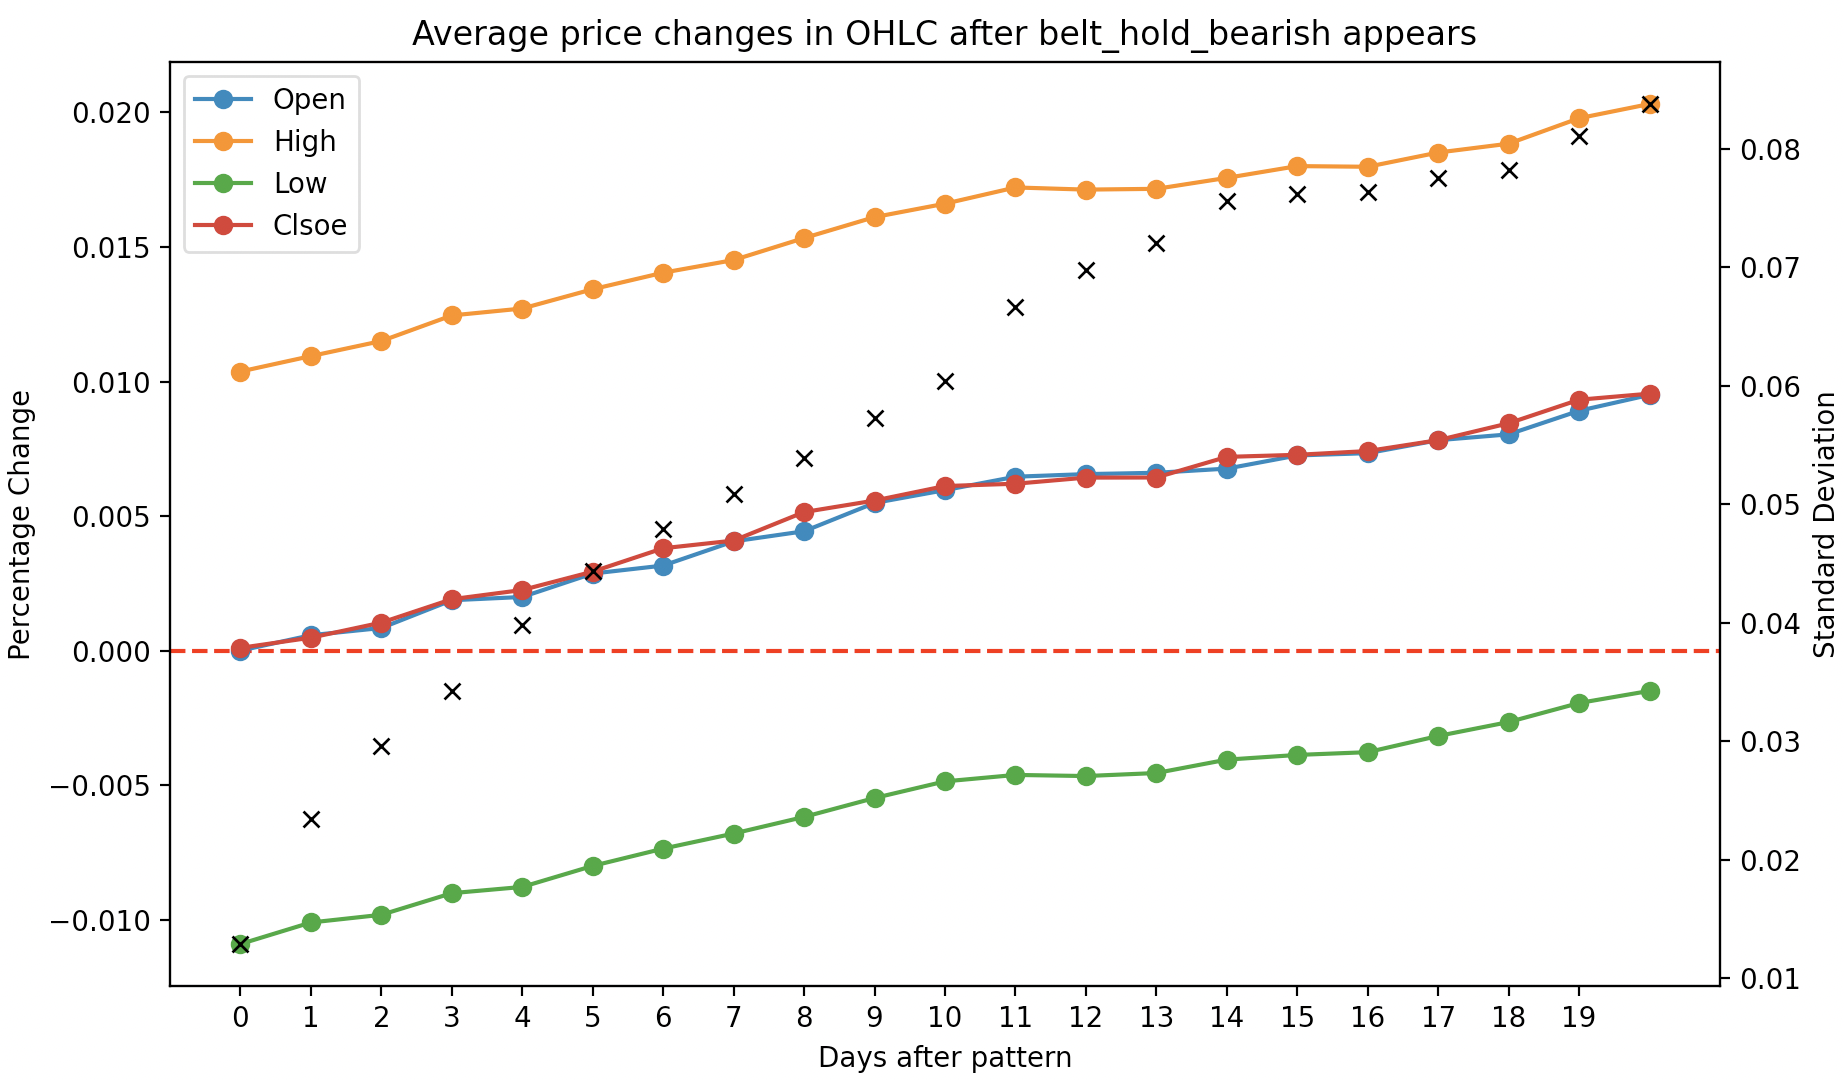 Average price changes in OHLC after belt_hold_bearish appears
Open
High
Low
Clsoe
Percentage Change
0.020
0.015
0.010
0.005
0.000
−0.005
−0.010
Standard Deviation
0.08
0.07
0.06
0.05
0.04
0.03
0.02
0.01
0 1 2 3 4 5 6 7 8 9 10 11 12 13 14 15 16 17 18 19
Days after pattern